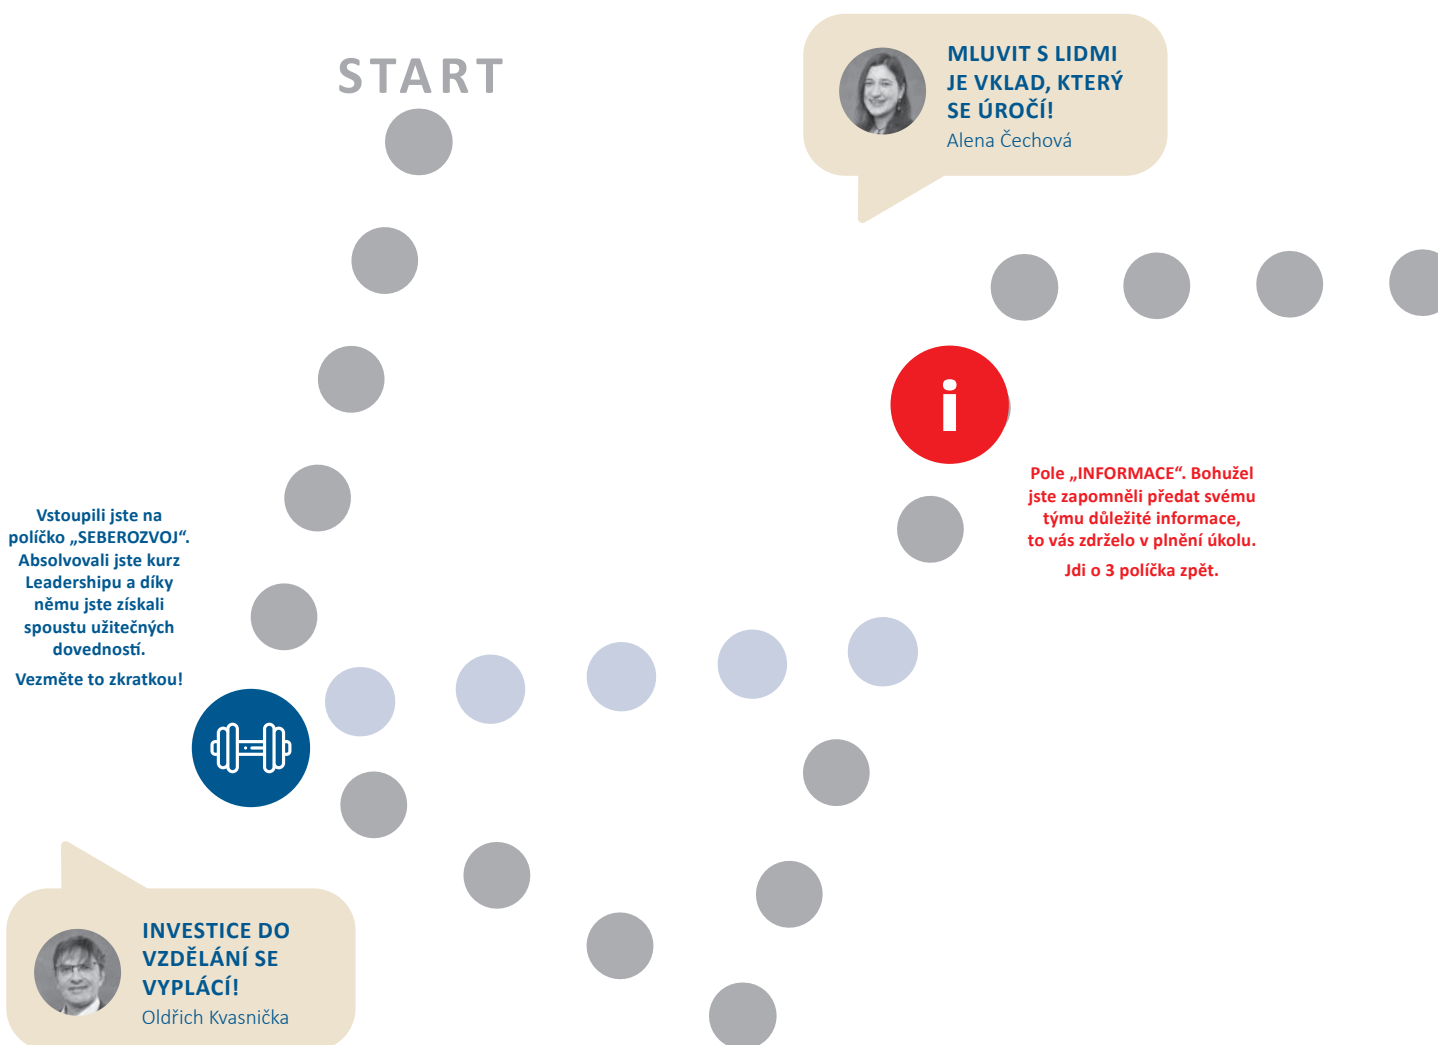 START
MLUVIT S LIDMI
JE VKLAD, KTERÝ
SE ÚROČÍ!
Alena Čechová
i
Pole „INFORMACE“. Bohužel
jste zapomněli předat svému
týmu důležité informace,
to vás zdrželo v plnění úkolu.
Jdi o 3 políčka zpět.
Vstoupili jste na
políčko „SEBEROZVOJ“.
Absolvovali jste kurz
Leadershipu a díky
němu jste získali
spoustu užitečných
dovedností.
Vezměte to zkratkou!
INVESTICE DO
VZDĚLÁNÍ SE
VYPLÁCÍ!
Oldřich Kvasnička